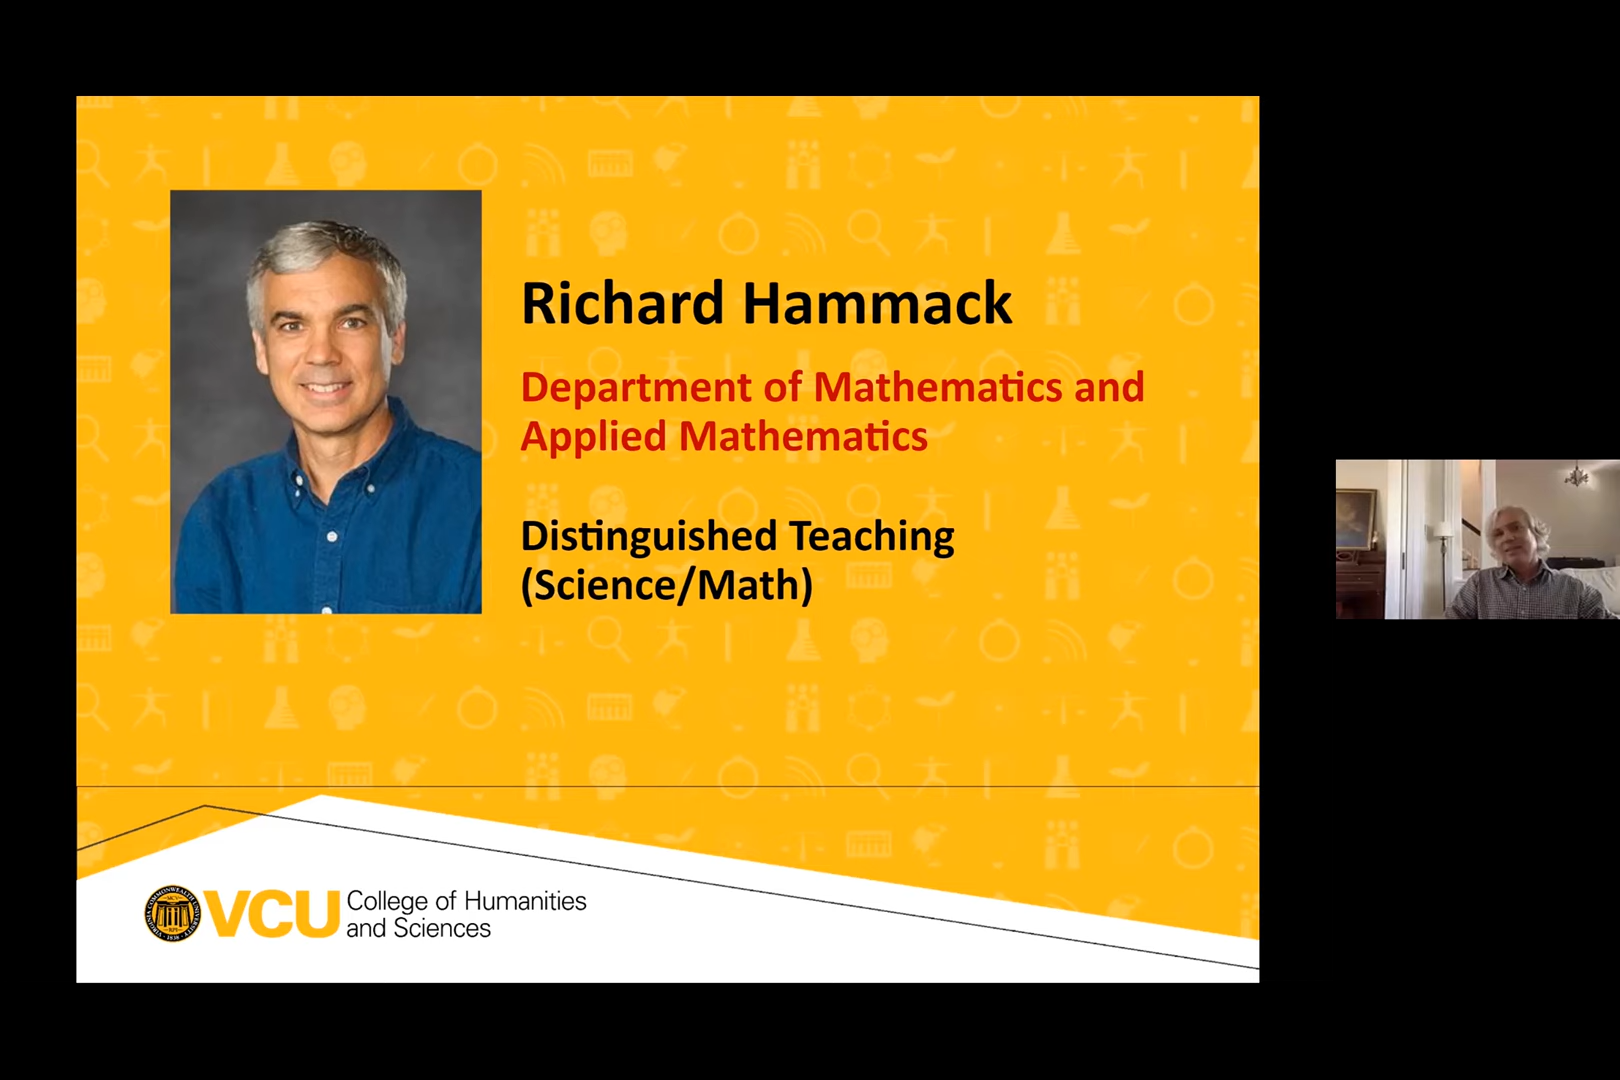 Richard Hammack
Department of Mathematics and
Applied Mathematics
Distinguished Teaching
(Science/Math)
VCU College of Humanities
and Sciences